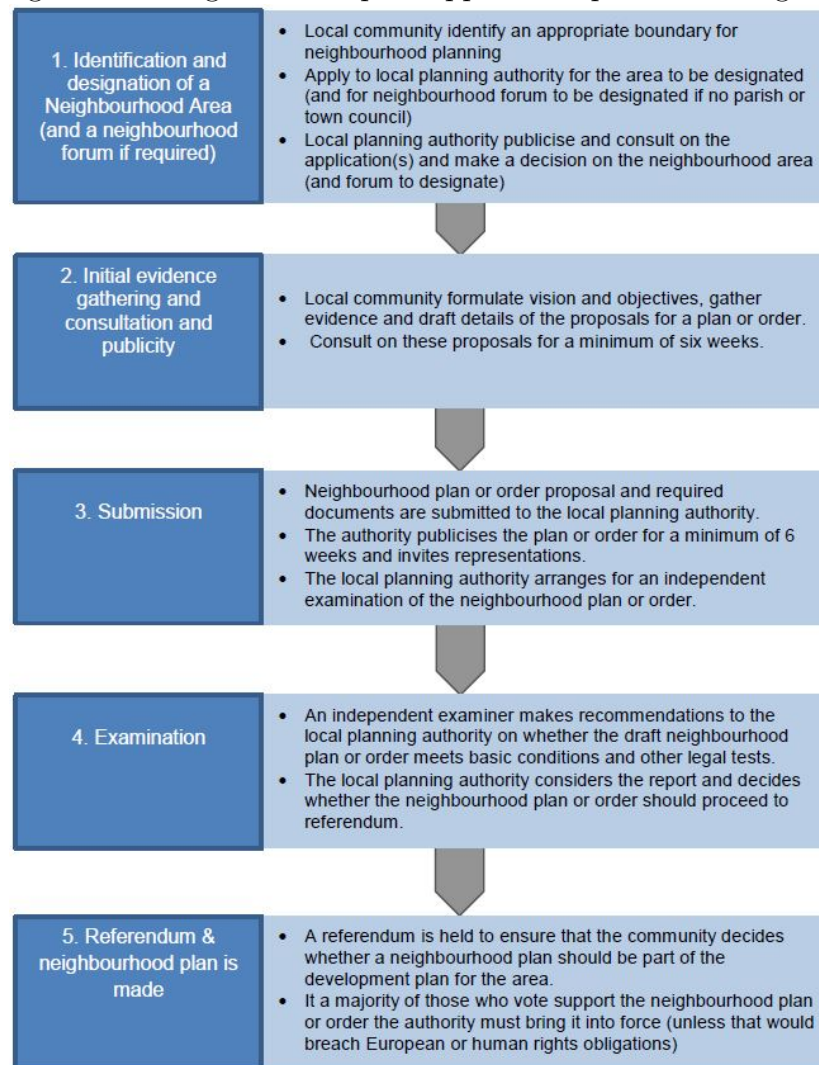 1. Identification and
designation of a
Neighbourhood Area
(and a neighbourhood
forum if required)
• Local community identify an appropriate boundary for
neighbourhood planning
• Apply to local planning authority for the area to be designated
(and for neighbourhood forum to be designated if no parish or
town council)
• Local planning authority publicise and consult on the
application(s) and make a decision on the neighbourhood area
(and forum to designate)
2. Initial evidence
gathering and
consultation and
publicity
• Local community formulate vision and objectives, gather
evidence and draft details of the proposals for a plan or order.
• Consult on these proposals for a minimum of six weeks.
3. Submission
• Neighbourhood plan or order proposal and required
documents are submitted to the local planning authority.
• The authority publicises the plan or order for a minimum of 6
weeks and invites representations.
• The local planning authority arranges for an independent
examination of the neighbourhood plan or order.
4. Examination
• An independent examiner makes recommendations to the
local planning authority on whether the draft neighbourhood
plan or order meets basic conditions and other legal tests.
• The local planning authority considers the report and decides
whether the neighbourhood plan or order should proceed to
referendum.
5. Referendum &
neighbourhood plan is
made
• A referendum is held to ensure that the community decides
whether a neighbourhood plan should be part of the
development plan for the area.
• It a majority of those who vote support the neighbourhood plan
or order the authority must bring it into force (unless that would
breach European or human rights obligations)